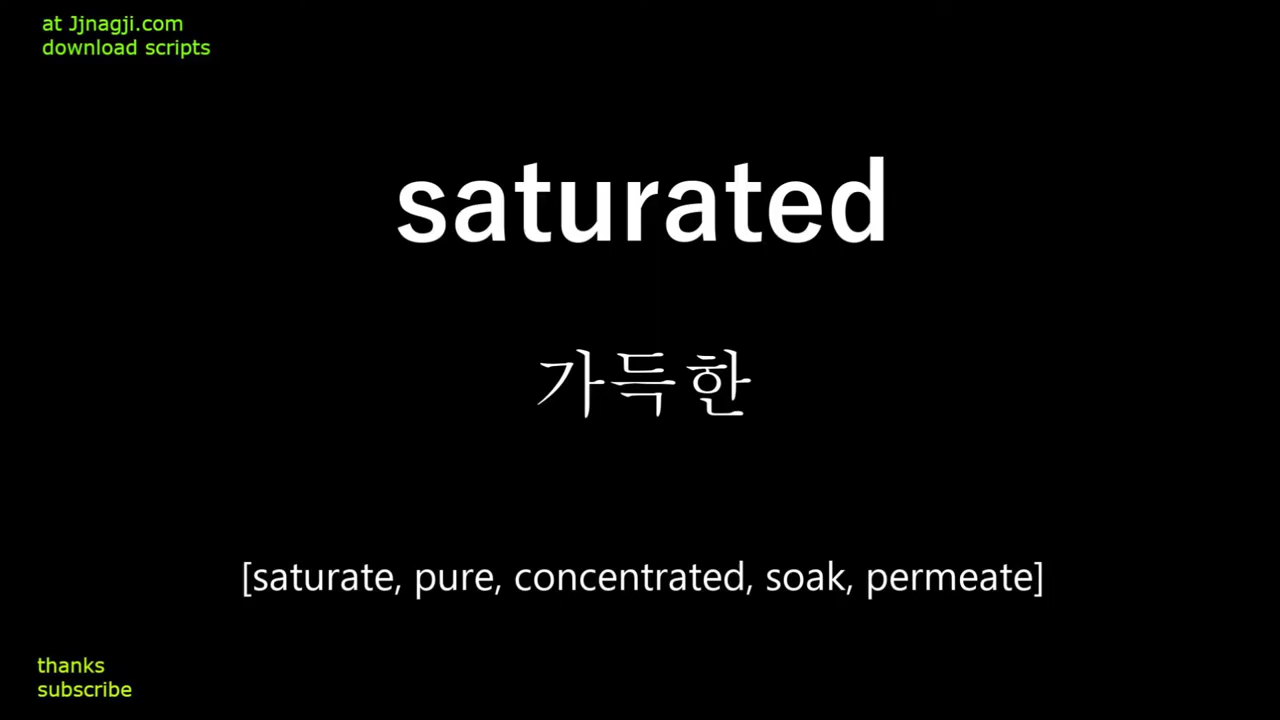 at Jjnagji.com
download scripts
saturated
가득한
[saturate, pure, concentrated, soak, permeate]
thanks
subscribe